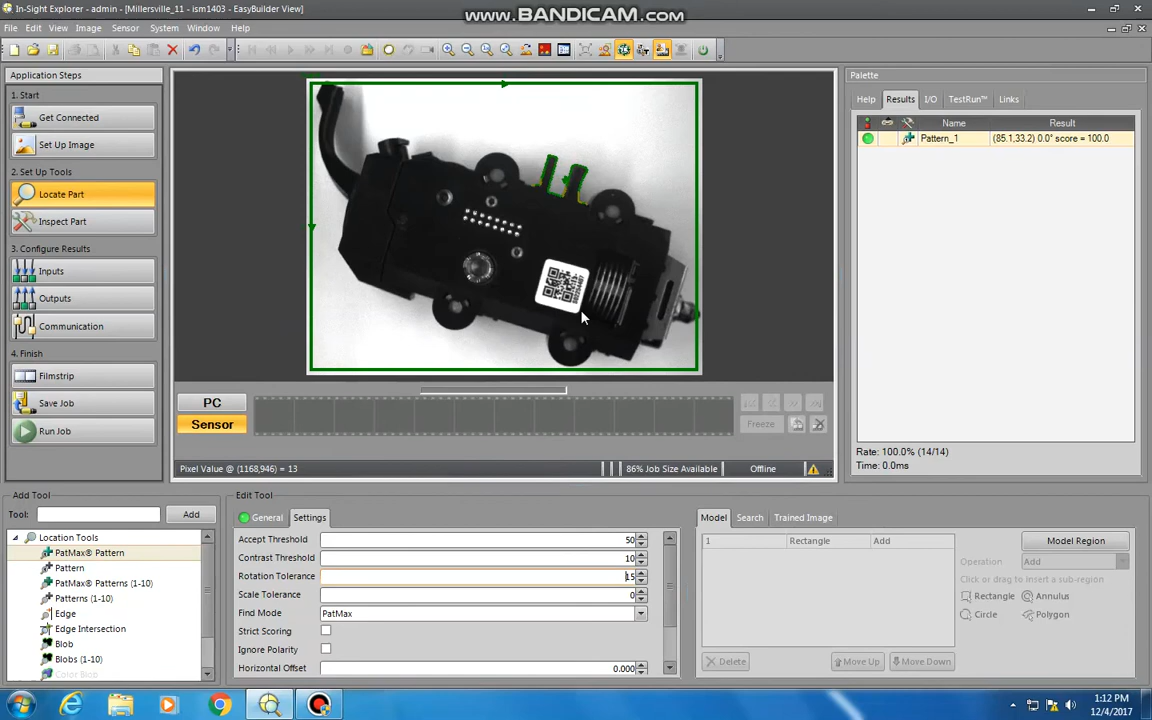 In-Sight Explorer - admin - [Millersville_11 - ism1403 - EasyBuilder View]
www.BANDICAM.com
File Edit View Image Sensor System Window Help
Application Steps
1. Start
Get Connected
Set Up Image
2. Set Up Tools
Locate Part
Inspect Part
3. Configure Results
Inputs
Outputs
Communication
4. Finish
Filmstrip
Save Job
Run Job
PC
Sensor
Freeze
Pixel Value @ (1168,946) = 13
86% Job Size Available
Offline
Palette
Help Results I/O TestRun™ Links
Name Result
Pattern_1 (85.1,33.2) 0.0° score = 100.0
Rate: 100.0% (14/14)
Time: 0.0ms
Add Tool
Tool:
Add
Location Tools
PatMax® Pattern
Pattern
PatMax® Patterns (1-10)
Patterns (1-10)
Edge
Edge Intersection
Blob
Blobs (1-10)
Color Blob
Edit Tool
General Settings
Accept Threshold 50
Contrast Threshold 10
Rotation Tolerance 15
Scale Tolerance 0
Find Mode PatMax
Strict Scoring
Ignore Polarity
Horizontal Offset 0.000
Model Search Trained Image
1 Rectangle Add
Model Region
Operation: Add
Click or drag to insert a sub-region
Rectangle Annulus
Circle Polygon
Delete Move Up Move Down
1:12 PM
12/4/2017